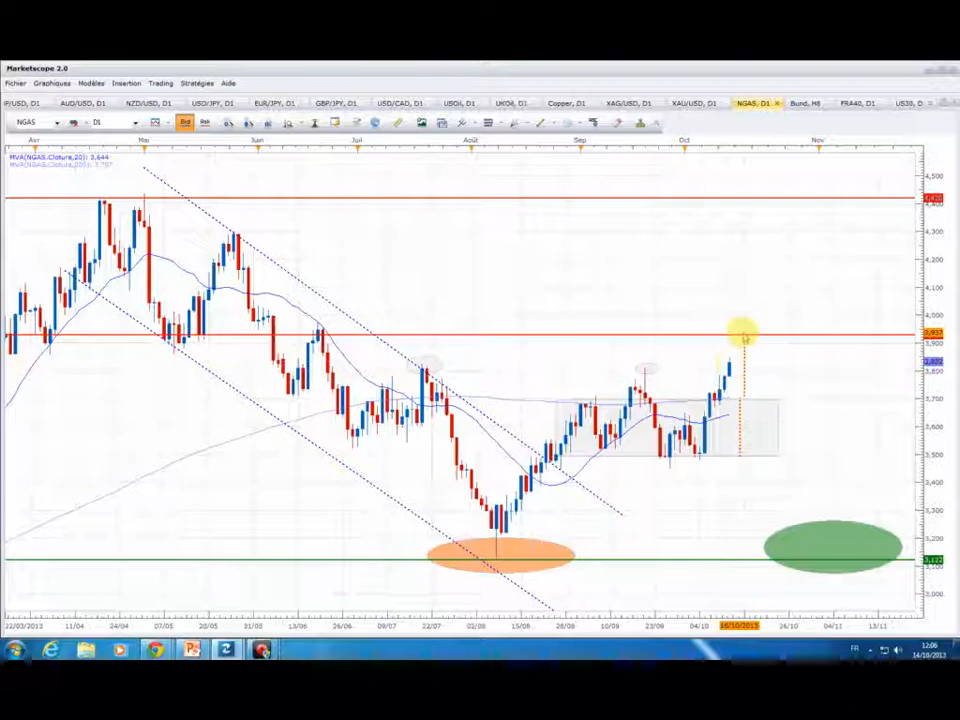 Marketscope 2.0
Fichier Graphiques Modèles Insertion Trading Stratégies Aide
P/USD, D1 AUD/USD, D1 NZD/USD, D1 USD/JPY, D1 EUR/JPY, D1 GBP/JPY, D1 USD/CAD, D1 USOil, D1 UKOil, D1 Copper, D1 XAG/USD, D1 XAU/USD, D1 NGAS, D1 Bund, H8 FRA40, D1 US30, D
NGAS D1 Bid Ask
Avr Mai Juin Jul Août Sep Oct Nov
MVA(NGAS.Cloture,20): 3,644
4,500
4,400
4,300
4,200
4,100
4,000
3,937
3,900
3,800
3,700
3,600
3,500
3,400
3,300
3,200
3,100
3,000
22/03/2013 11/04 24/04 07/05 20/05 31/05 13/06 26/06 09/07 22/07 02/08 15/08 28/08 10/09 23/09 04/10 16/10/2013 26/10 04/11 13/11
FR 12:06
14/10/2013